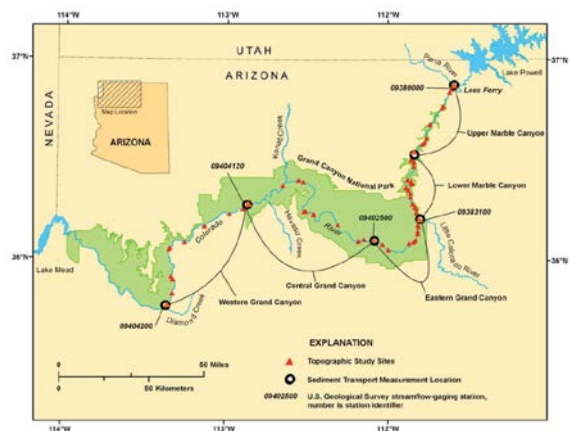 114°W
112°W
112°W
37°N
37°N
UTAH
ARIZONA
NEVADA
Paria River
Lake Powell
09380000
Lees Ferry
Map Location
ARIZONA
Upper Marble Canyon
Kanab Creek
Grand Canyon
National Park
09404120
Lower Marble Canyon
09383100
09402500
Colorado
River
Havasu Creek
Little Colorado River
36°N
36°N
Lake Mead
Central Grand Canyon
Western Grand Canyon
Eastern Grand Canyon
Diamond Creek
09404200
EXPLANATION
0
50 Miles
Topographic Study Sites
0
50 Kilometers
Sediment Transport Measurement Location
09402500
U.S. Geological Survey streamflow-gaging station,
number is station identifier
114°W
112°W
112°W